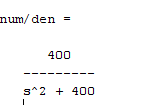 num/den =
400
---------
s^2 + 400